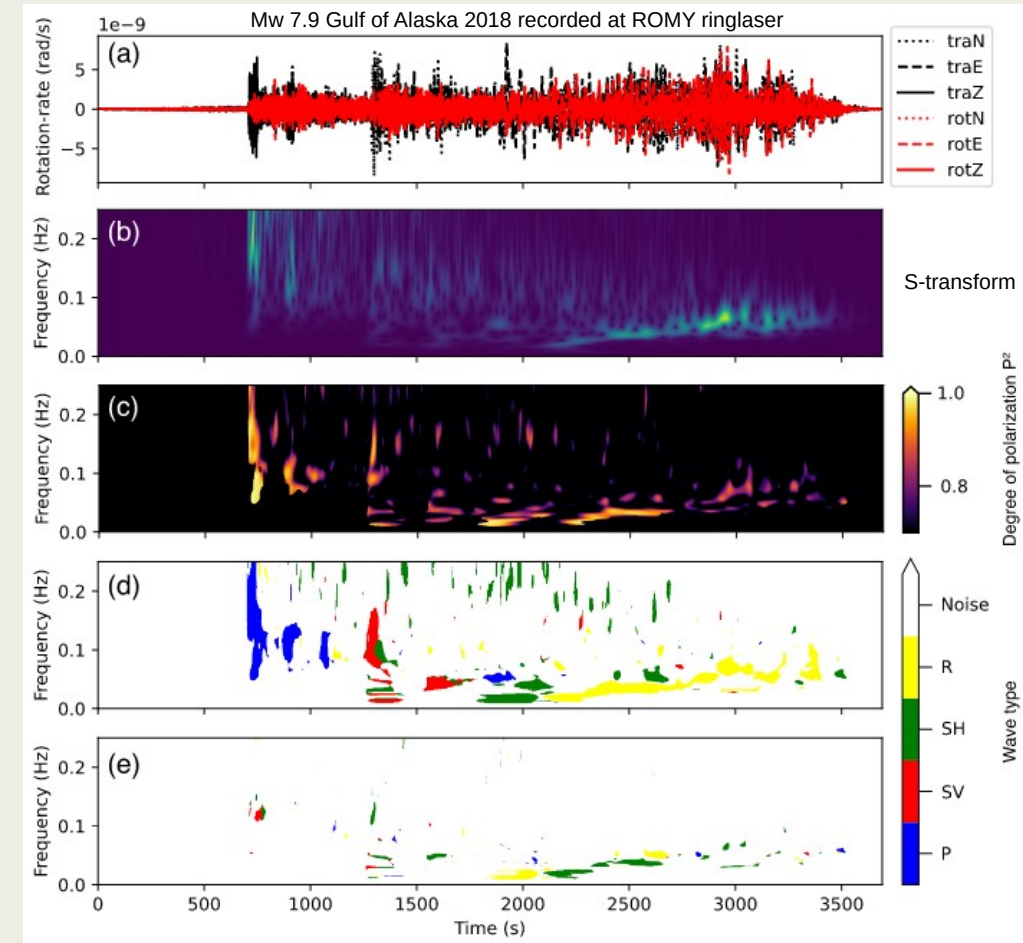 Mw 7.9 Gulf of Alaska 2018 recorded at ROMY ringlaser
1e−9
Rotation-rate (rad/s)
5
0
−5
(a)
traN
traE
traZ
rotN
rotE
rotZ
Frequency (Hz)
0.2
0.1
0.0
(b)
S-transform
Frequency (Hz)
0.2
0.1
0.0
(c)
1.0
0.8
Degree of polarization P²
Frequency (Hz)
0.2
0.1
0.0
(d)
Frequency (Hz)
0.2
0.1
0.0
(e)
Noise
R
SH
SV
P
Wave type
0 500 1000 1500 2000 2500 3000 3500
Time (s)